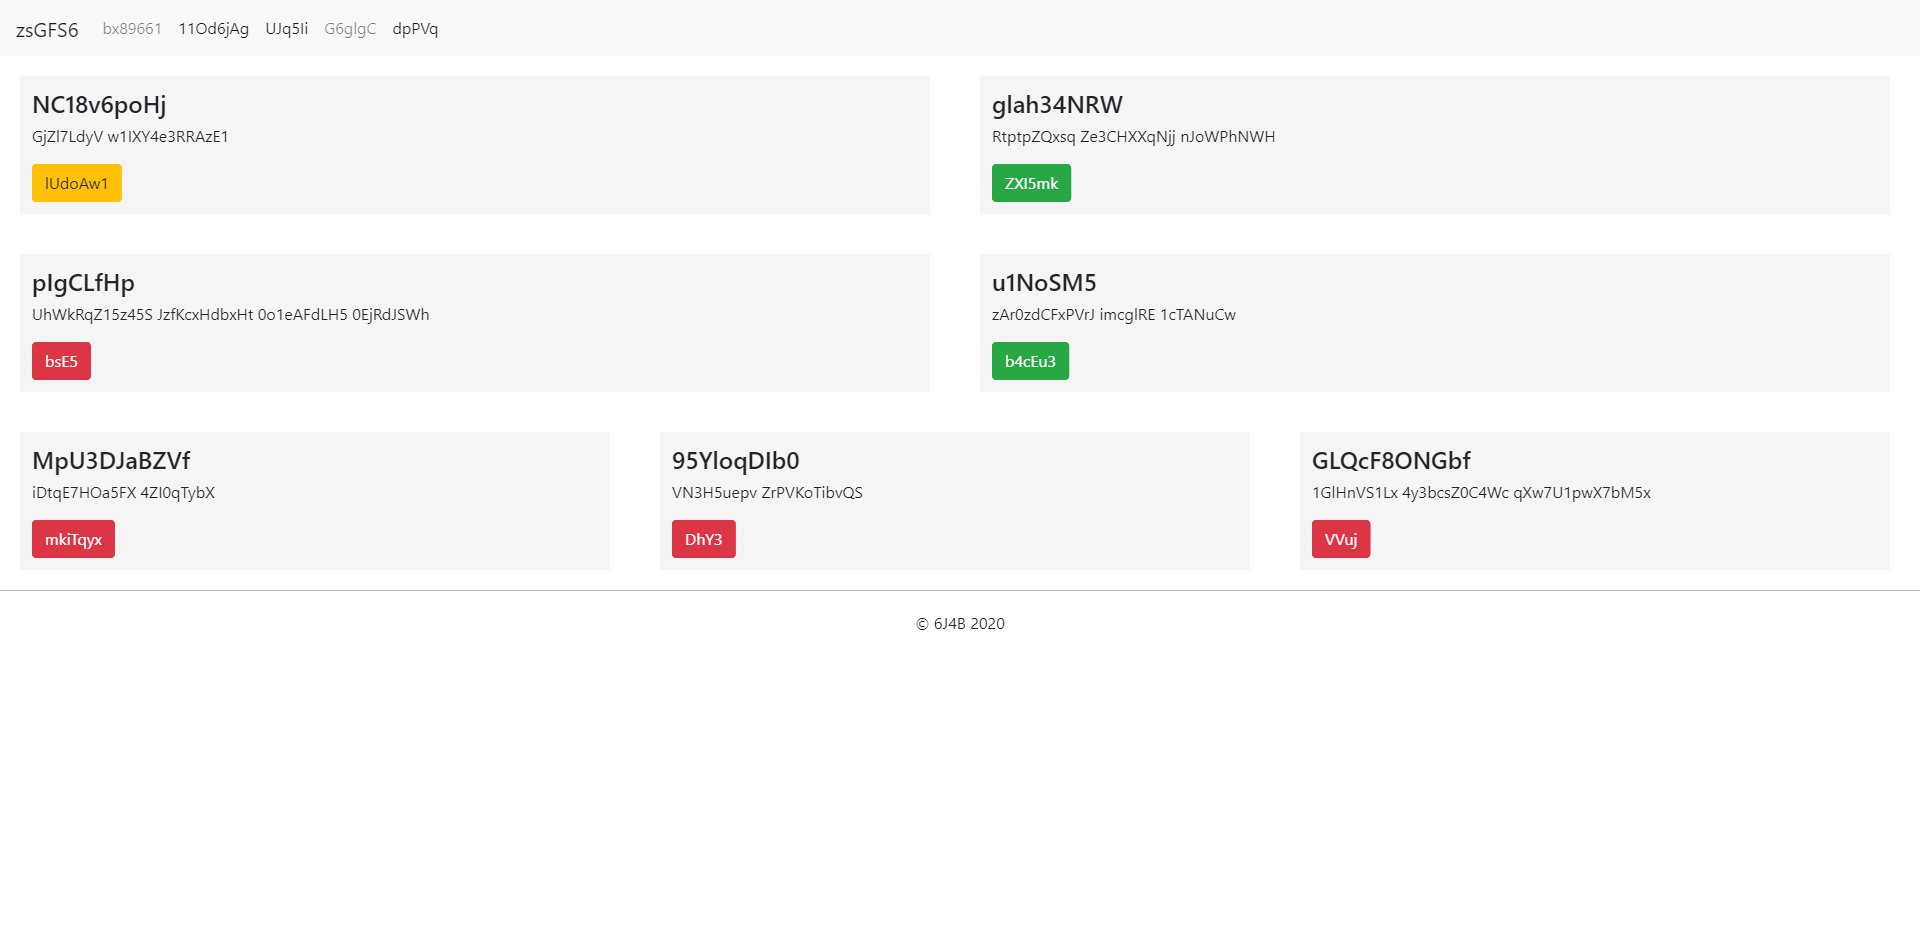 zsGFS6 bx89661 11Od6jAg UJq5Ii G6glgC dpPVq
NC18v6poHj
GjZl7LdyV w1IXY4e3RRAzE1
lUdoAw1
glah34NRW
RtptpZQxsq Ze3CHXXqNjj nJoWPhNWH
ZXI5mk
pIgCLfHp
UhWkRqZ15z45S JzfKcxHdbxHt 0o1eAFdLH5 0EjRdJSWh
bsE5
u1NoSM5
zAr0zdCFxPVrJ imcglRE 1cTANuCw
b4cEu3
MpU3DJaBZVf
iDtqE7HOa5FX 4ZI0qTybX
mkiTqyx
95YloqDIb0
VN3H5uepv ZrPVKoTibvQS
DhY3
GLQcF8ONGbf
1GlHnVS1Lx 4y3bcsZ0C4Wc qXw7U1pwX7bM5x
VVuj
© 6J4B 2020